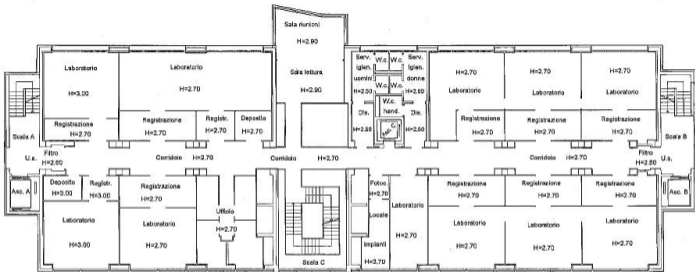 Sala riunioni
H=2.90
Sala lettura
H=2.90
Laboratorio
H=3.00
Laboratorio
H=2.70
Serv. igien. uomini
H=2.50
W.c.
W.c.
W.c.
W.c.
W.c. hand.
Serv. igien. donne
H=2.50
H=2.70
Laboratorio
H=2.70
Laboratorio
H=2.70
Laboratorio
Scala A
Registrazione
H=2.70
Registrazione
H=2.70
Registr.
H=2.70
Deposito
H=2.70
Dis.
H=2.50
Dis.
H=2.50
Registrazione
H=2.70
Registrazione
H=2.70
Registrazione
H=2.70
Scala B
U.s.
Filtro
H=2.60
Corridoio H=2.70
Corridoio H=2.70
Corridoio H=2.70
Filtro
H=2.60
U.s.
Asc. A
Deposito
H=3.00
Registr.
H=3.00
Registrazione
H=2.70
Fotoc.
H=2.70
Registrazione
H=2.70
Registrazione
H=2.70
Registrazione
H=2.70
Asc. B
Laboratorio
H=3.00
Laboratorio
H=2.70
Ufficio
H=2.70
Scala C
Locale
Impianti
H=2.70
Laboratorio
H=2.70
Laboratorio
H=2.70
Laboratorio
H=2.70
Laboratorio
H=2.70